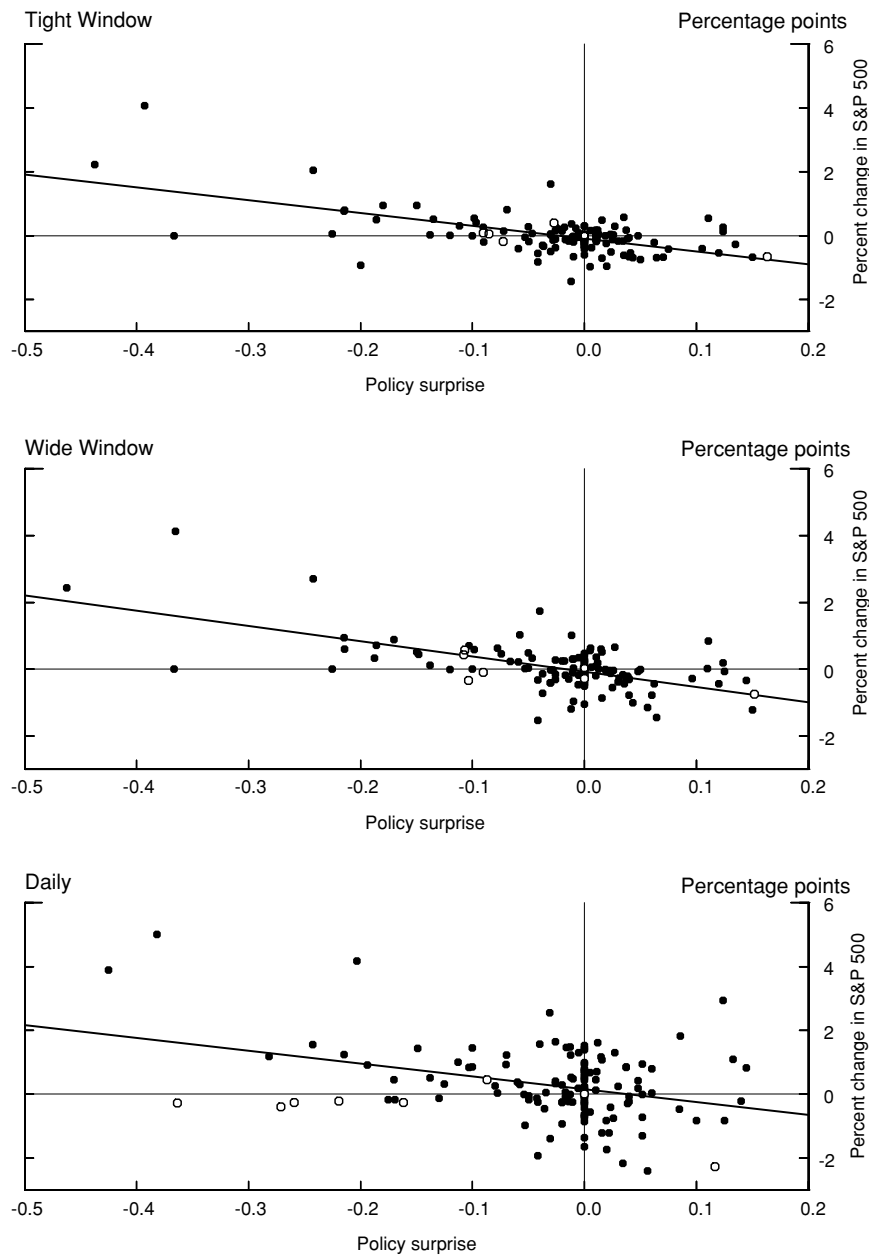 Tight Window
Percentage points
6
4
2
0
-2
Percent change in S&P 500
-0.5 -0.4 -0.3 -0.2 -0.1 0.0 0.1 0.2
Policy surprise
Wide Window
Percentage points
6
4
2
0
-2
Percent change in S&P 500
-0.5 -0.4 -0.3 -0.2 -0.1 0.0 0.1 0.2
Policy surprise
Daily
Percentage points
6
4
2
0
-2
Percent change in S&P 500
-0.5 -0.4 -0.3 -0.2 -0.1 0.0 0.1 0.2
Policy surprise